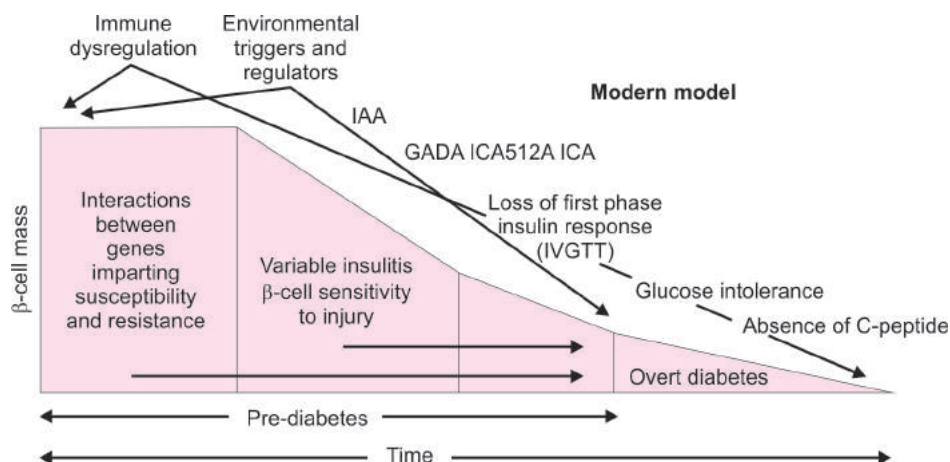 Immune
dysregulation
Environmental
triggers and
regulators
Modern model
IAA
GADA ICA512A ICA
Loss of first phase
insulin response
(IVGTT)
Glucose intolerance
Absence of C-peptide
β-cell mass
Interactions
between
genes
imparting
susceptibility
and resistance
Variable insulitis
β-cell sensitivity
to injury
Overt diabetes
Pre-diabetes
Time